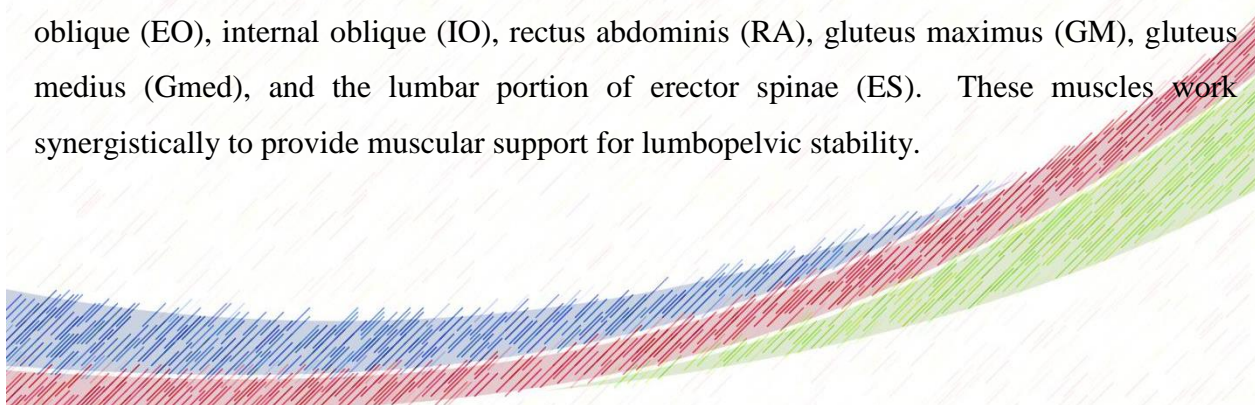 oblique (EO), internal oblique (IO), rectus abdominis (RA), gluteus maximus (GM), gluteus
medius (Gmed), and the lumbar portion of erector spinae (ES). These muscles work
synergistically to provide muscular support for lumbopelvic stability.